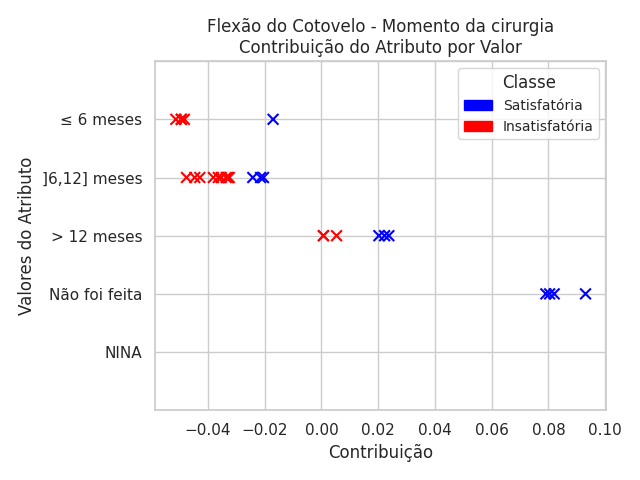 Flexão do Cotovelo - Momento da cirurgia
Contribuição do Atributo por Valor
Classe
Satisfatória
Insatisfatória
Valores do Atributo
≤ 6 meses
]6,12] meses
> 12 meses
Não foi feita
NINA
−0.04 −0.02 0.00 0.02 0.04 0.06 0.08 0.10
Contribuição